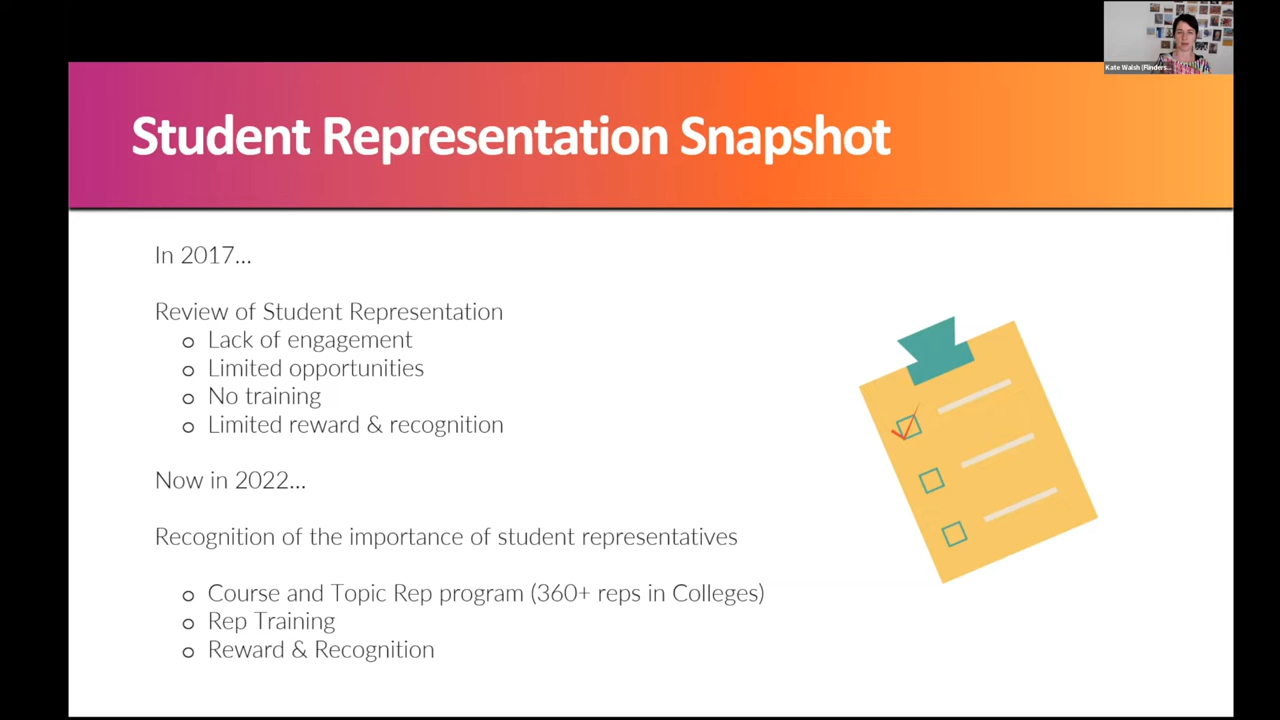 Kate Walsh (Flinders...
Student Representation Snapshot
In 2017...
Review of Student Representation
o Lack of engagement
o Limited opportunities
o No training
o Limited reward & recognition
Now in 2022...
Recognition of the importance of student representatives
o Course and Topic Rep program (360+ reps in Colleges)
o Rep Training
o Reward & Recognition